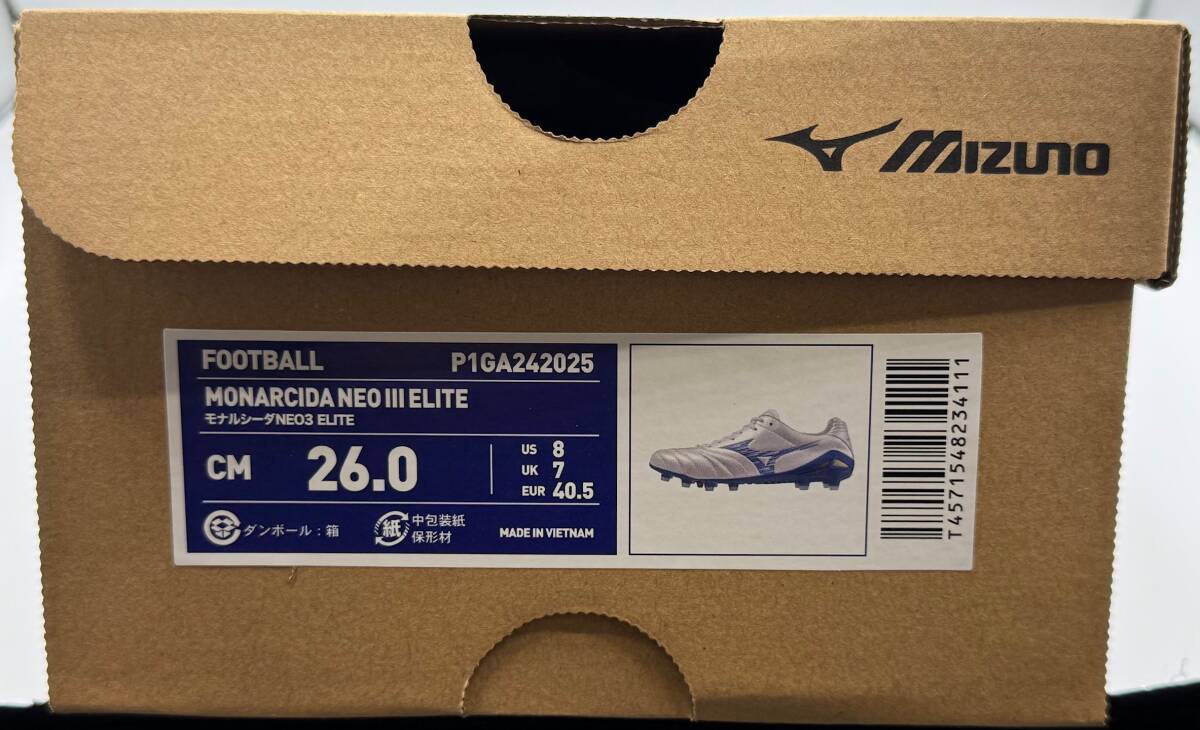 MIZUNO
FOOTBALL P1GA242025
MONARCIDA NEO III ELITE
モナルシーダNEO3 ELITE
CM 26.0
US 8
UK 7
EUR 40.5
ダンボール：箱
紙 中包装紙
保形材
MADE IN VIETNAM
T4571548234111